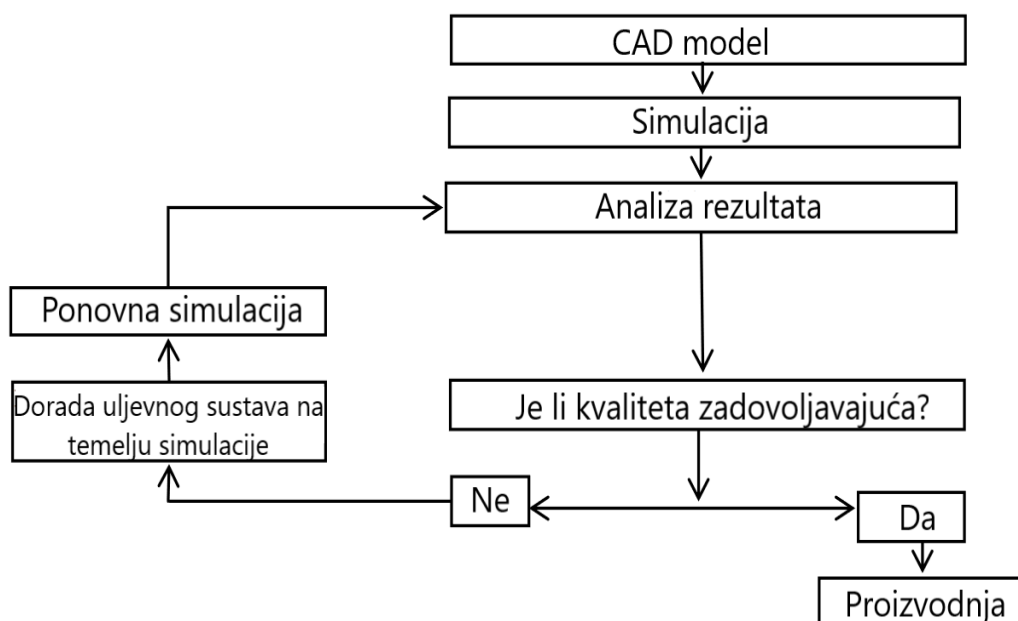 CAD model
Simulacija
Analiza rezultata
Ponovna simulacija
Dorada uljevnog sustava na
temelju simulacije
Je li kvaliteta zadovoljavajuća?
Ne
Da
Proizvodnja